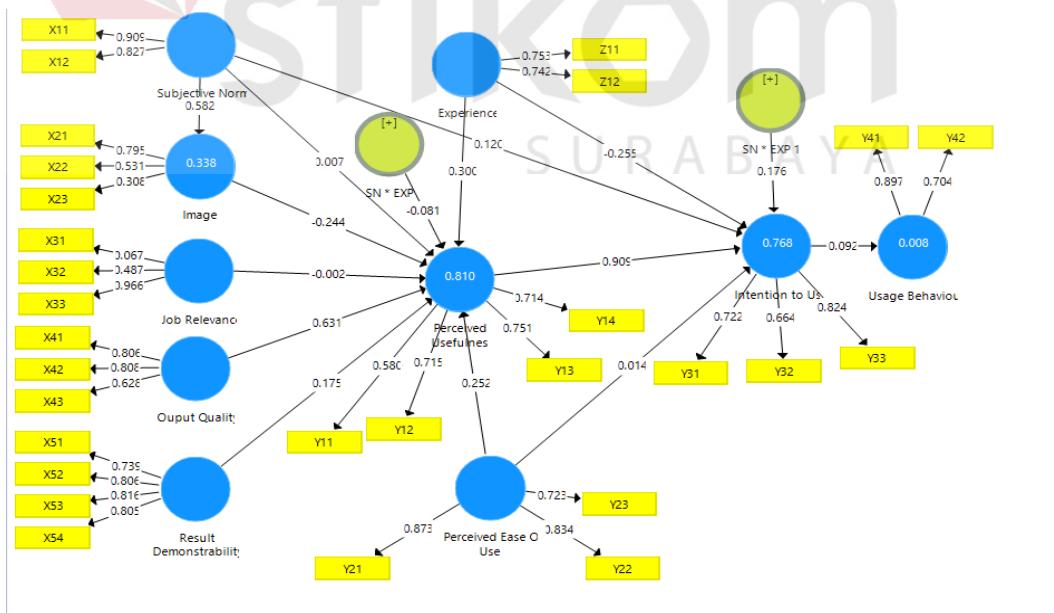 STIKOM
SURABAYA
X11
X12
0.909
0.827
Subjective Norm
0.582
X21
X22
X23
0.795
0.531
0.308
0.338
Image
X31
X32
X33
0.067
0.487
0.966
Job Relevanc
X41
X42
X43
0.806
0.808
0.628
Ouput Quality
X51
X52
X53
X54
0.739
0.806
0.816
0.805
Result
Demonstrability
0.007
-0.244
-0.002
0.631
0.175
[+]
SN * EXP
-0.081
Experience
0.753
0.742
Z11
Z12
0.300
0.120
-0.255
0.810
Perceived
Usefulnes
0.580
0.715
0.751
0.714
Y11
Y12
Y13
Y14
0.909
0.252
0.014
Perceived Ease O
Use
0.873
0.834
0.723
Y21
Y22
Y23
[+]
SN * EXP 1
0.176
0.768
Intention to Us
0.722
0.664
0.824
Y31
Y32
Y33
0.092
0.008
Usage Behaviou
0.897
0.704
Y41
Y42